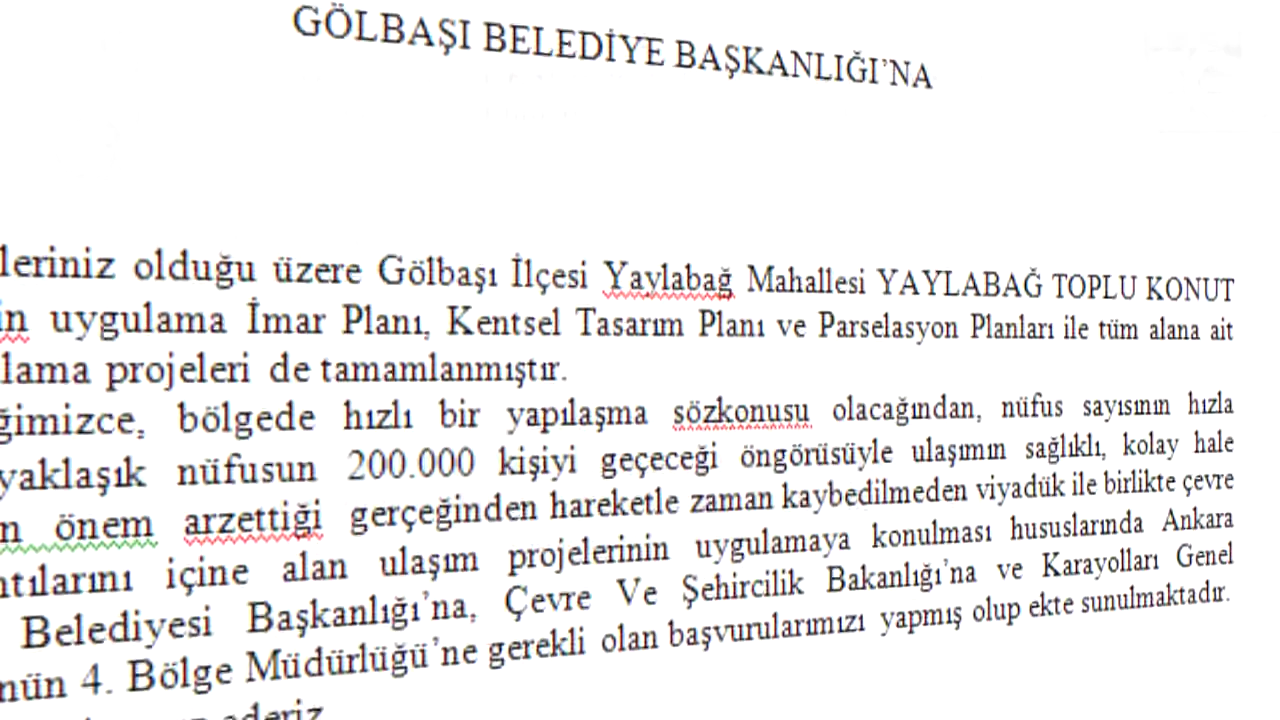 GÖLBAŞI BELEDİYE BAŞKANLIĞI'NA
leriniz olduğu üzere Gölbaşı İlçesi Yaylabağ Mahallesi YAYLABAĞ TOPLU KONUT
in uygulama İmar Planı, Kentsel Tasarım Planı ve Parselasyon Planları ile tüm alana ait
lama projeleri de tamamlanmıştır.
ğimizce, bölgede hızlı bir yapılaşma sözkonusu olacağından, nüfus sayısının hızla
yaklaşık nüfusun 200.000 kişiyi geçeceği öngörüsüyle ulaşımın sağlıklı, kolay hale
n önem arzettiği gerçeğinden hareketle zaman kaybedilmeden viyadük ile birlikte çevre
ntılarını içine alan ulaşım projelerinin uygulamaya konulması hususlarında Ankara
Belediyesi Başkanlığı'na, Çevre Ve Şehircilik Bakanlığı'na ve Karayolları Genel
nün 4. Bölge Müdürlüğü'ne gerekli olan başvurularımızı yapmış olup ekte sunulmaktadır.
ederiz